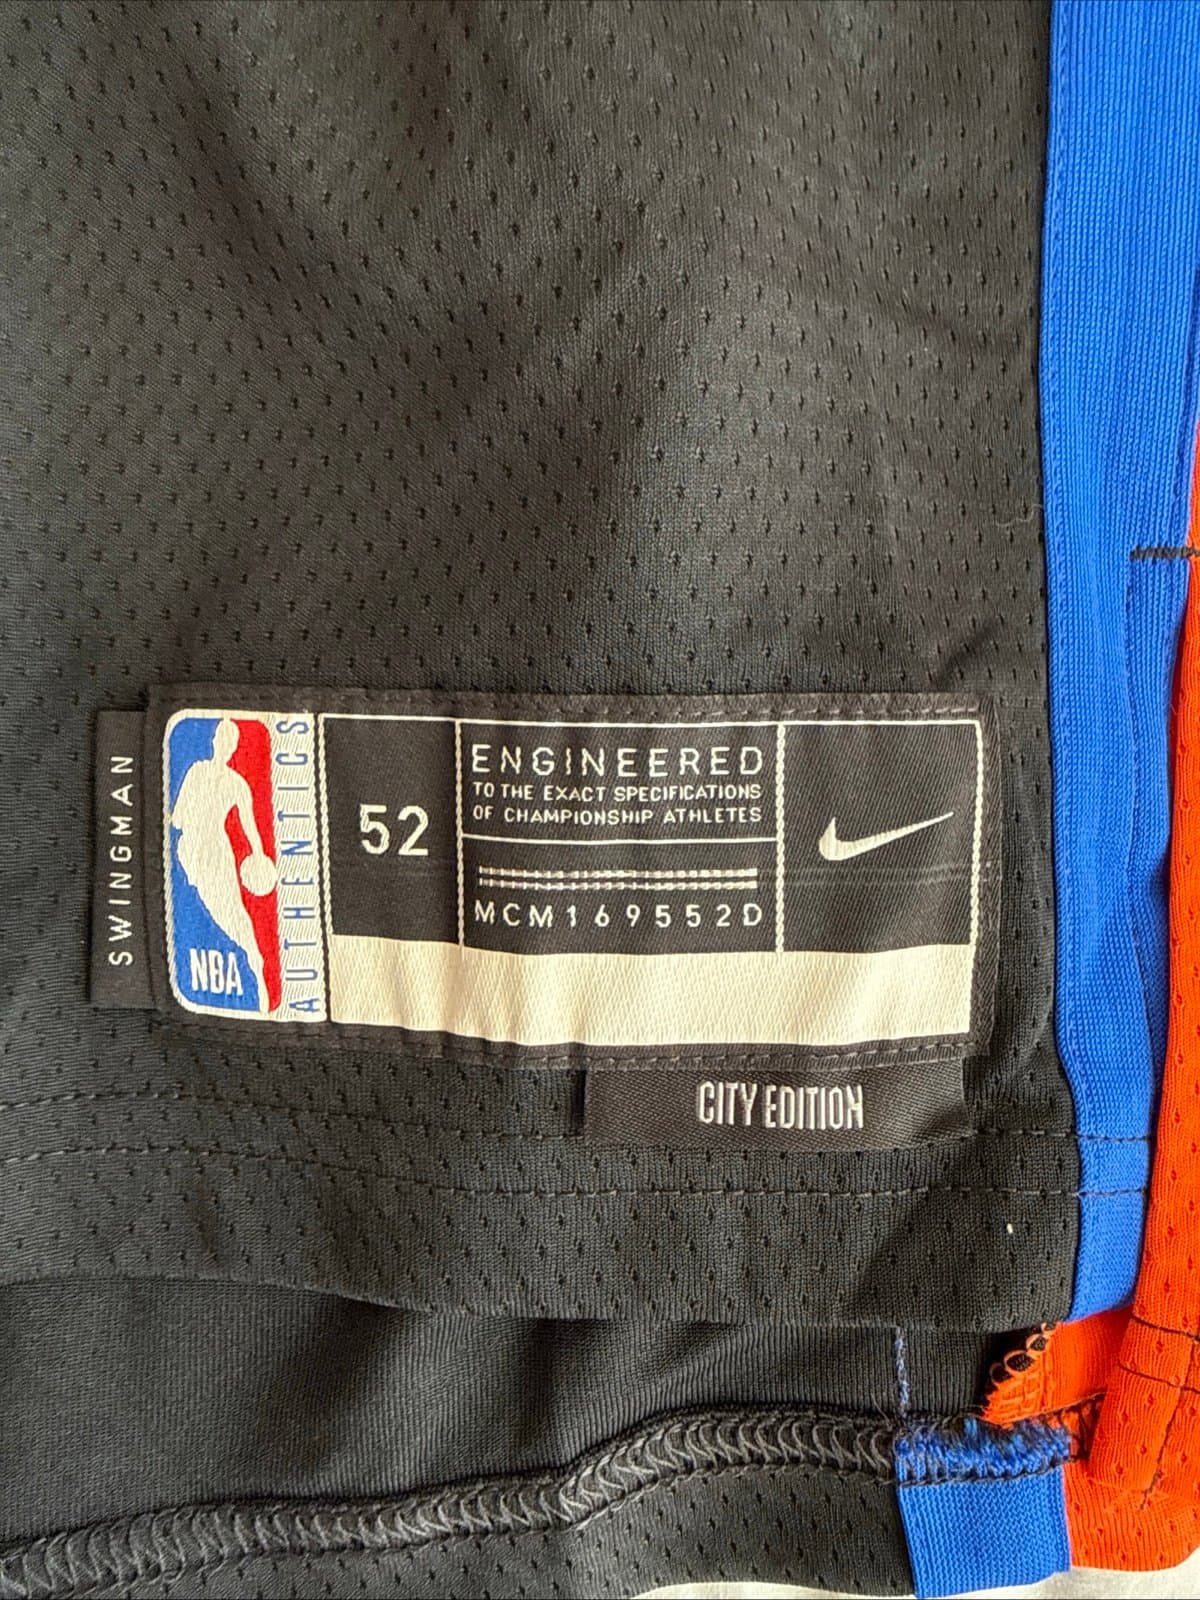 SWINGMAN
NBA
AUTHENTICS
52
ENGINEERED
TO THE EXACT SPECIFICATIONS
OF CHAMPIONSHIP ATHLETES
MCM169552D
CITY EDITION